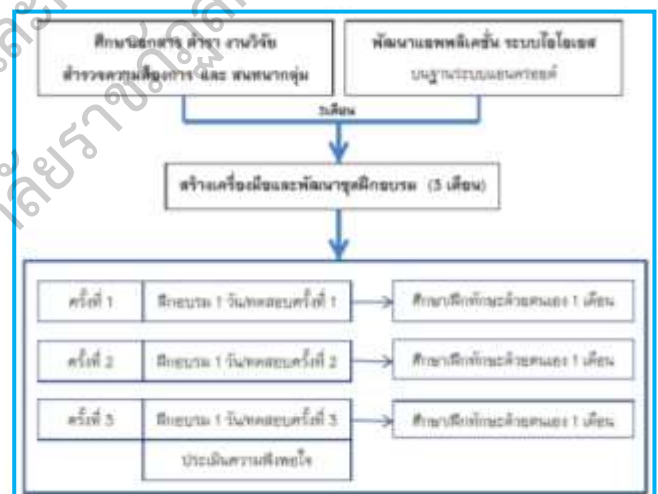 ศึกษาเอกสาร ตำรา งานวิจัย
สำรวจความต้องการ และ สนทนากลุ่ม
พัฒนาแอพพลิเคชั่น ระบบไอโอเอส
บนฐานระบบแอนดรอยด์
3เดือน
สร้างเครื่องมือและพัฒนาชุดฝึกอบรม (3 เดือน)
ครั้งที่ 1 ฝึกอบรม 1 วัน/ทดสอบครั้งที่ 1 ศึกษา/ฝึกทักษะด้วยตนเอง 1 เดือน
ครั้งที่ 2 ฝึกอบรม 1 วัน/ทดสอบครั้งที่ 2 ศึกษา/ฝึกทักษะด้วยตนเอง 1 เดือน
ครั้งที่ 3 ฝึกอบรม 1 วัน/ทดสอบครั้งที่ 3 ศึกษา/ฝึกทักษะด้วยตนเอง 1 เดือน
ประเมินความพึงพอใจ